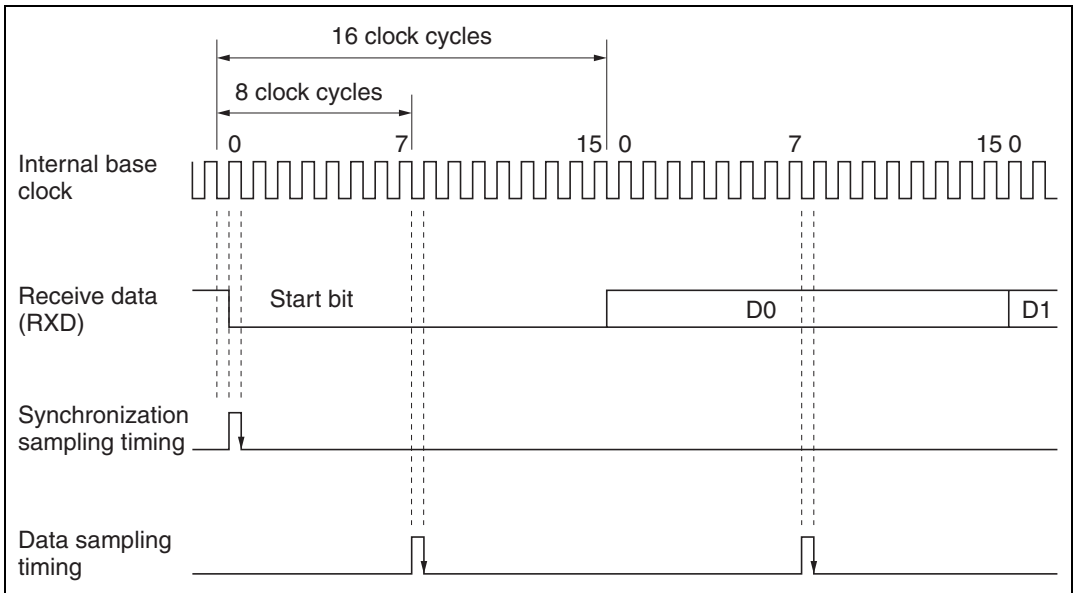 16 clock cycles
8 clock cycles
0 7 15 0 7 15 0
Internal base
clock
Receive data
(RXD)
Start bit
D0
D1
Synchronization
sampling timing
Data sampling
timing